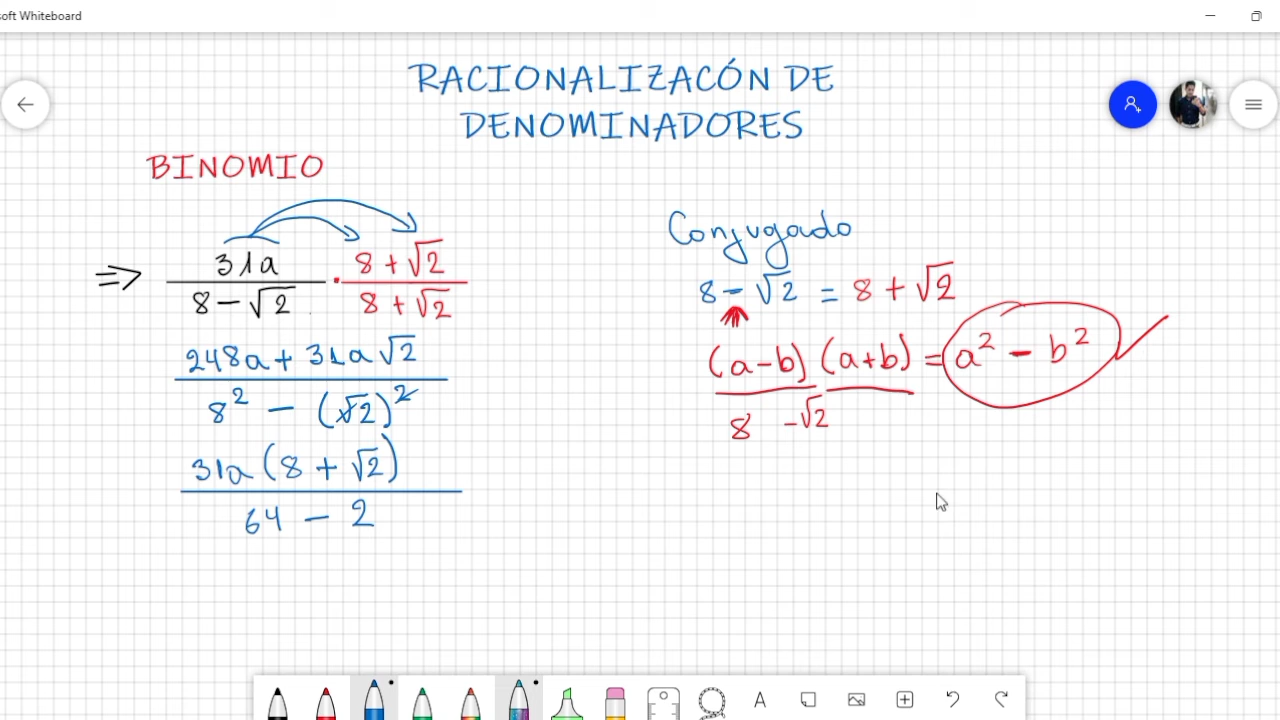 soft Whiteboard
RACIONALIZACÓN DE
DENOMINADORES
BINOMIO
⇒ 31a / 8 − √2 · 8 + √2 / 8 + √2
248a + 31a√2 / 8² − (√2)²
31a(8 + √2) / 64 − 2
Conjugado
8 − √2 = 8 + √2
(a−b)(a+b) = a² − b²
8 −√2
A